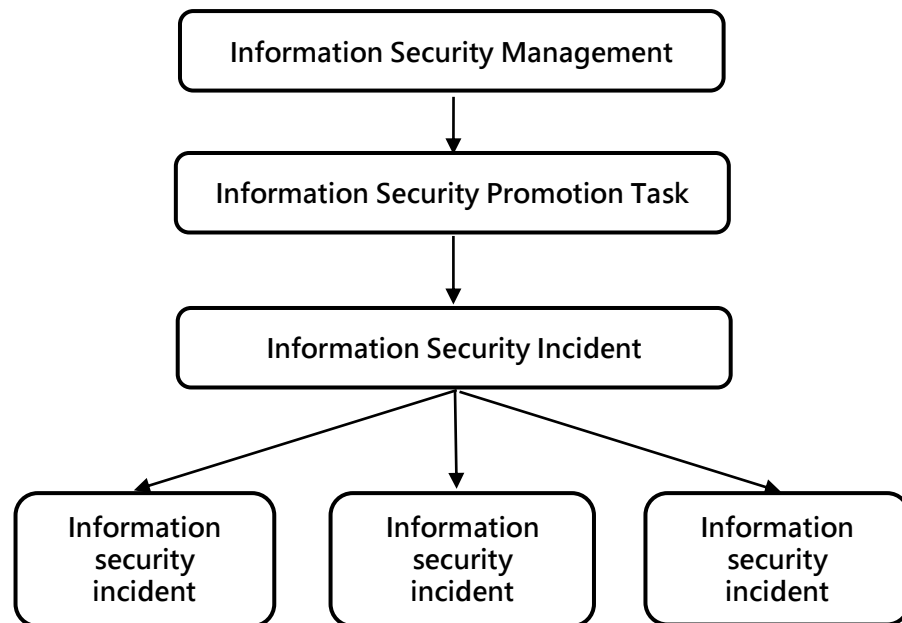 Information Security Management
Information Security Promotion Task
Information Security Incident
Information
security
incident
Information
security
incident
Information
security
incident